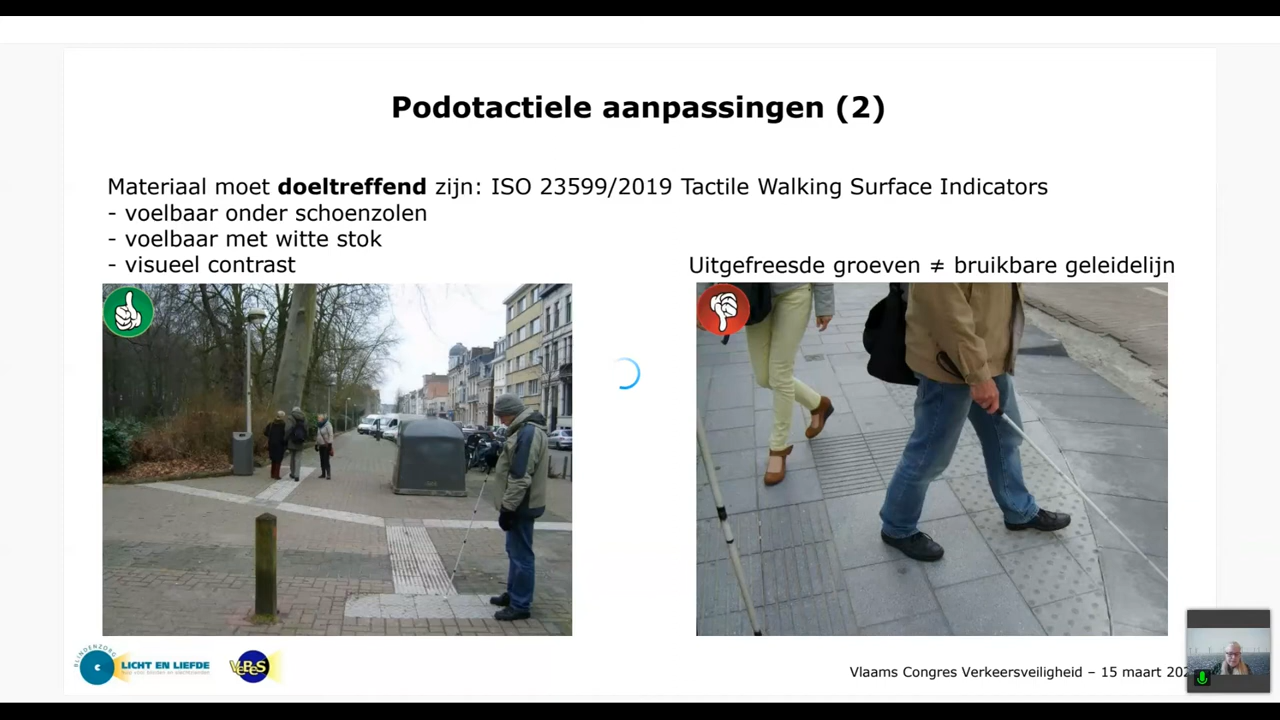 Podotactiele aanpassingen (2)
Materiaal moet doeltreffend zijn: ISO 23599/2019 Tactile Walking Surface Indicators
- voelbaar onder schoenzolen
- voelbaar met witte stok
- visueel contrast
Uitgefreesde groeven ≠ bruikbare geleidelijn
BLINDENZORG
LICHT EN LIEFDE
VeBeS
Vlaams Congres Verkeersveiligheid – 15 maart 202